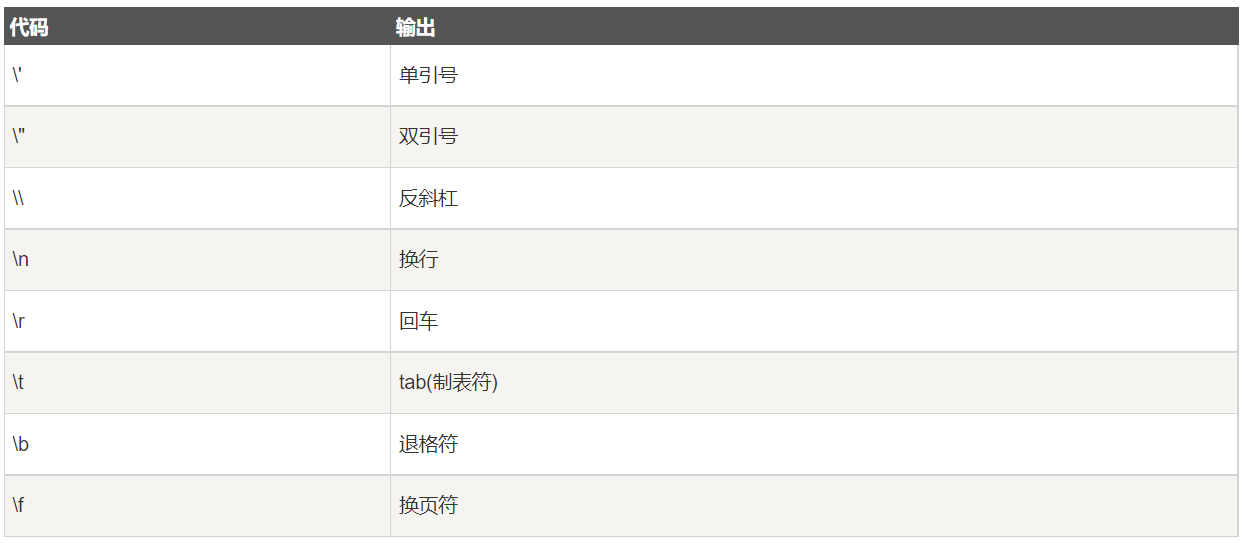 代码 输出
\' 单引号
\" 双引号
\\ 反斜杠
\n 换行
\r 回车
\t tab(制表符)
\b 退格符
\f 换页符